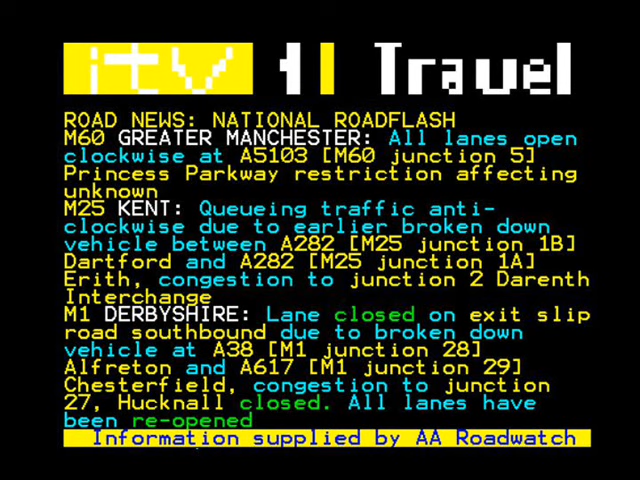 itv 1 Travel
ROAD NEWS: NATIONAL ROADFLASH
M60 GREATER MANCHESTER: All lanes open
clockwise at A5103 [M60 junction 5]
Princess Parkway restriction affecting
unknown
M25 KENT: Queueing traffic anti-
clockwise due to earlier broken down
vehicle between A282 [M25 junction 1B]
Dartford and A282 [M25 junction 1A]
Erith, congestion to junction 2 Darenth
Interchange
M1 DERBYSHIRE: Lane closed on exit slip
road southbound due to broken down
vehicle at A38 [M1 junction 28]
Alfreton and A617 [M1 junction 29]
Chesterfield, congestion to junction
27, Hucknall closed. All lanes have
been re-opened
Information supplied by AA Roadwatch